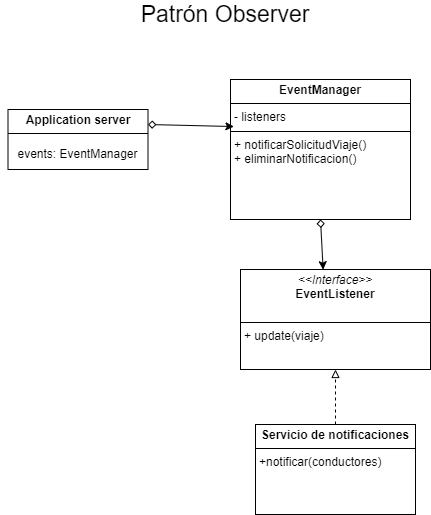 Patrón Observer
EventManager
- listeners
+ notificarSolicitudViaje()
+ eliminarNotificacion()
Application server
events: EventManager
<<Interface>>
EventListener
+ update(viaje)
Servicio de notificaciones
+notificar(conductores)